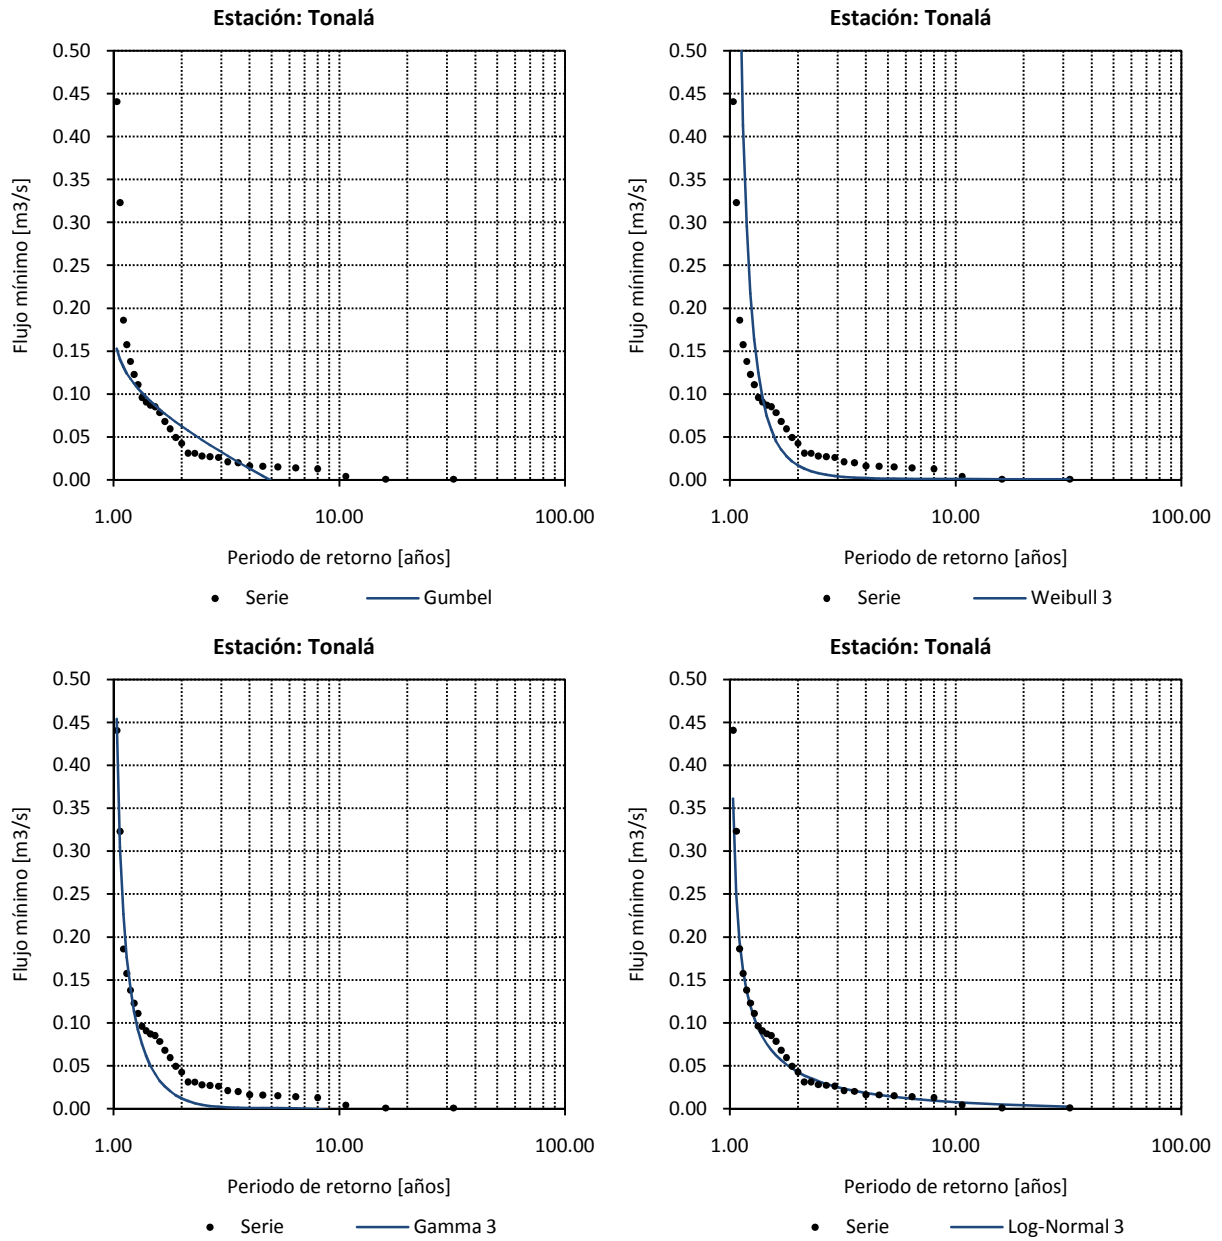 Estación: Tonalá
0.50
0.45
0.40
0.35
0.30
0.25
0.20
0.15
0.10
0.05
0.00
Flujo mínimo [m3/s]
1.00 10.00 100.00
Periodo de retorno [años]
Serie Gumbel
Estación: Tonalá
0.50
0.45
0.40
0.35
0.30
0.25
0.20
0.15
0.10
0.05
0.00
Flujo mínimo [m3/s]
1.00 10.00 100.00
Periodo de retorno [años]
Serie Weibull 3
Estación: Tonalá
0.50
0.45
0.40
0.35
0.30
0.25
0.20
0.15
0.10
0.05
0.00
Flujo mínimo [m3/s]
1.00 10.00 100.00
Periodo de retorno [años]
Serie Gamma 3
Estación: Tonalá
0.50
0.45
0.40
0.35
0.30
0.25
0.20
0.15
0.10
0.05
0.00
Flujo mínimo [m3/s]
1.00 10.00 100.00
Periodo de retorno [años]
Serie Log-Normal 3